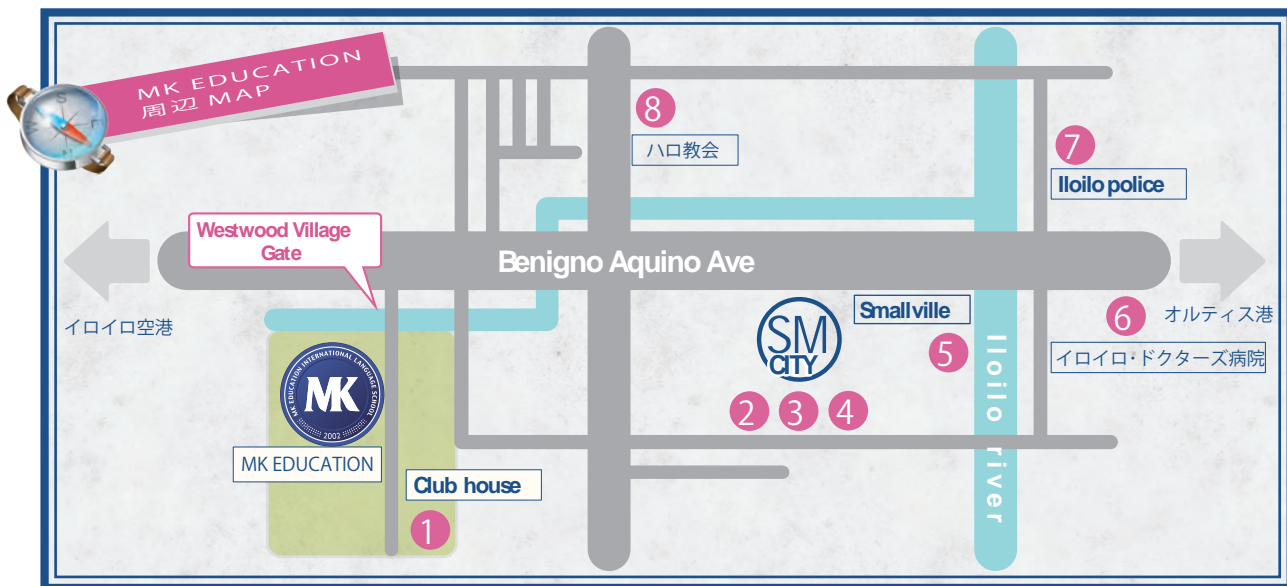 MK EDUCATION
周辺 MAP
8
ハロ教会
7
Iloilo police
Westwood Village
Gate
Benigno Aquino Ave
イロイロ空港
SM
CITY
Smallville
5
6
オルティス港
イロイロ・ドクターズ病院
MK EDUCATION INTERNATIONAL LANGUAGE SCHOOL
MK
2002
MK EDUCATION
2
3
4
Iloilo river
Club house
1